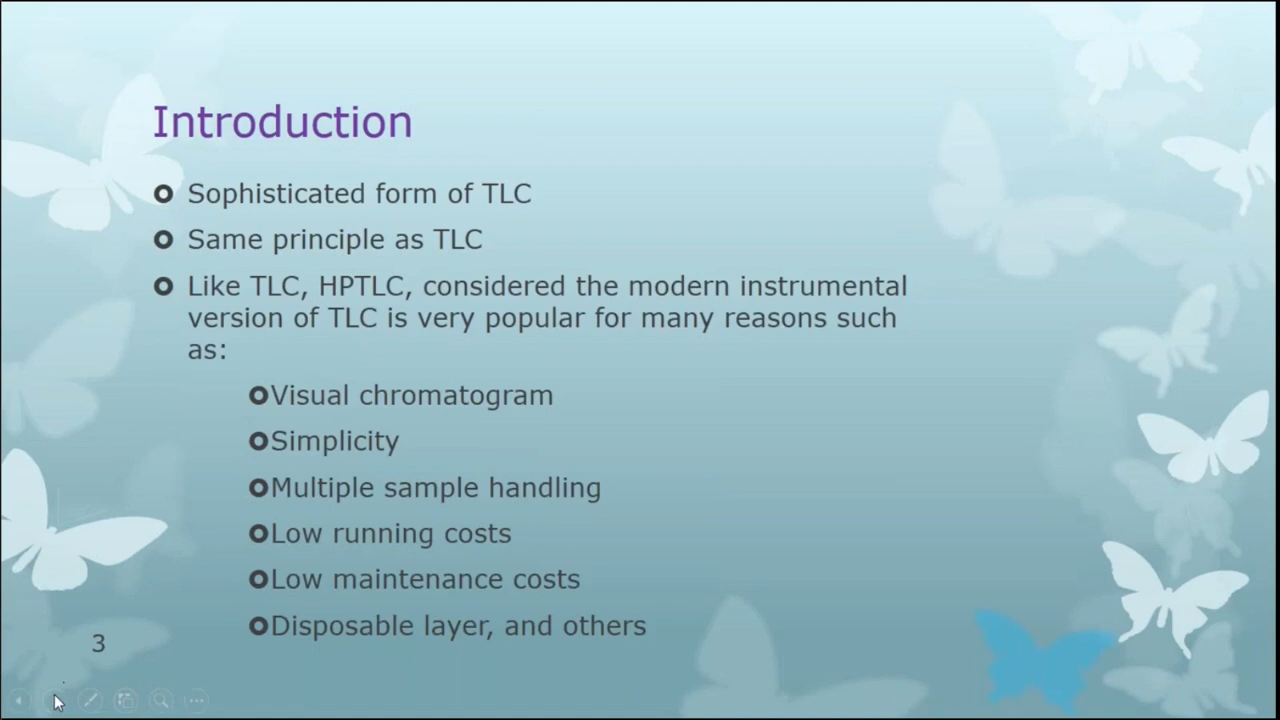 Introduction
Sophisticated form of TLC
Same principle as TLC
Like TLC, HPTLC, considered the modern instrumental
version of TLC is very popular for many reasons such
as:
Visual chromatogram
Simplicity
Multiple sample handling
Low running costs
Low maintenance costs
Disposable layer, and others
3